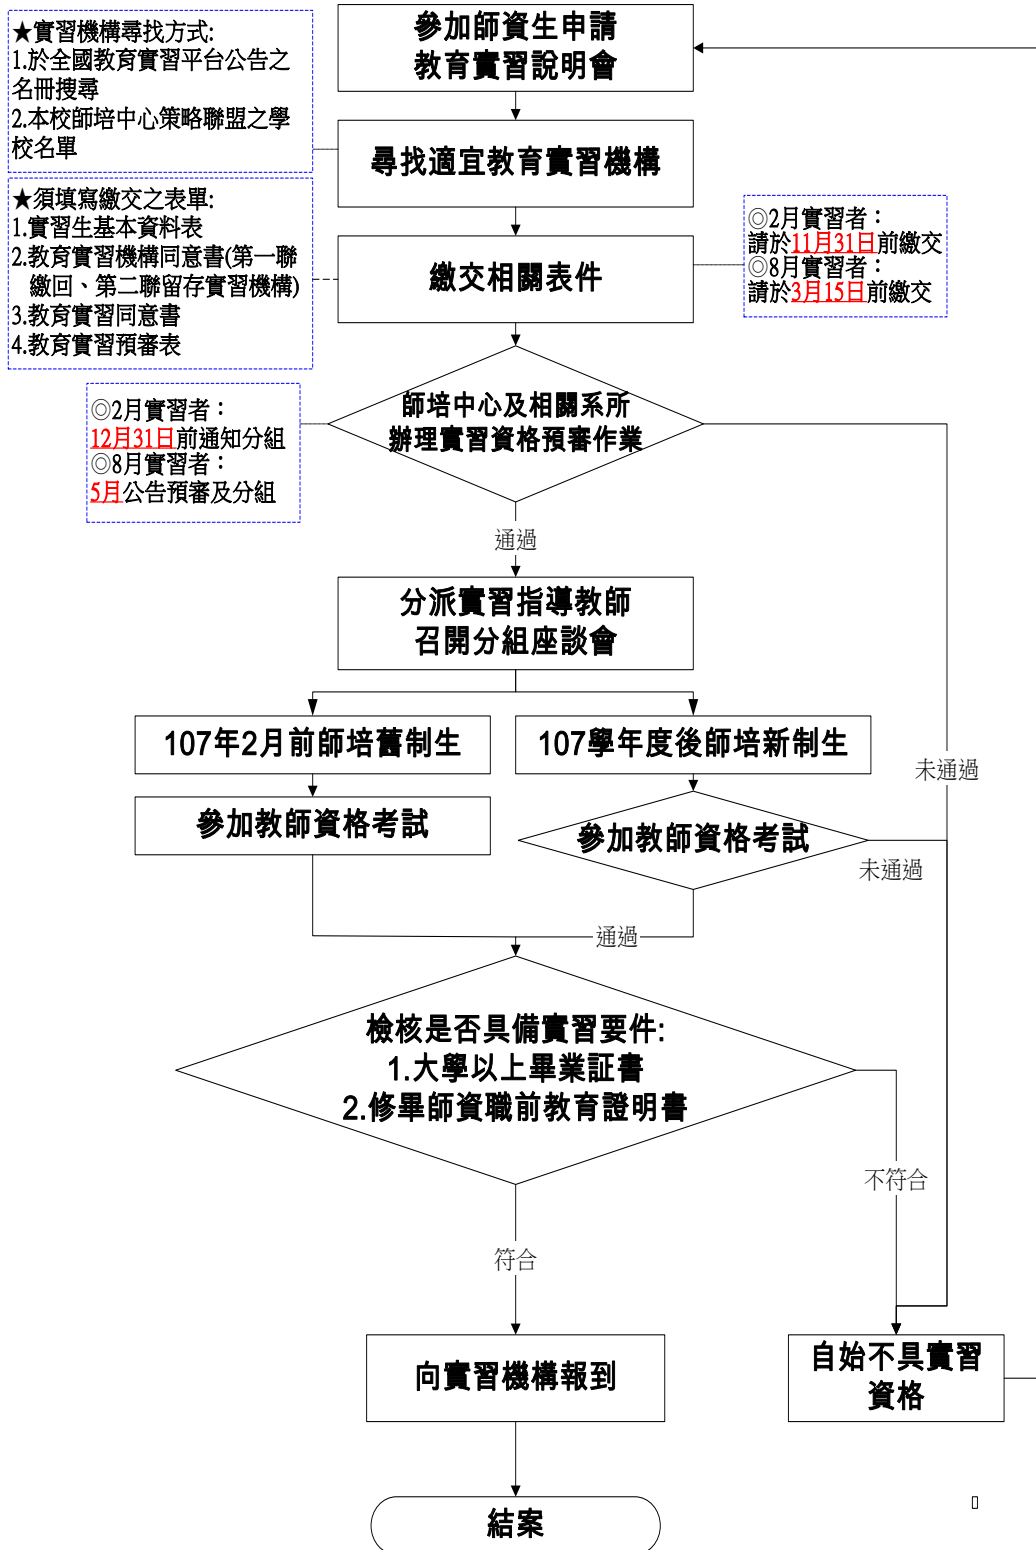 ★實習機構尋找方式:
1.於全國教育實習平台公告之
名冊搜尋
2.本校師培中心策略聯盟之學
校名單
參加師資生申請
教育實習說明會
尋找適宜教育實習機構
★須填寫繳交之表單:
1.實習生基本資料表
2.教育實習機構同意書(第一聯
繳回、第二聯留存實習機構)
3.教育實習同意書
4.教育實習預審表
繳交相關表件
◎2月實習者：
請於11月31日前繳交
◎8月實習者：
請於3月15日前繳交
◎2月實習者：
12月31日前通知分組
◎8月實習者：
5月公告預審及分組
師培中心及相關系所
辦理實習資格預審作業
通過
分派實習指導教師
召開分組座談會
107年2月前師培舊制生
107學年度後師培新制生
未通過
參加教師資格考試
參加教師資格考試
未通過
通過
檢核是否具備實習要件:
1.大學以上畢業証書
2.修畢師資職前教育證明書
不符合
符合
向實習機構報到
自始不具實習
資格
結案